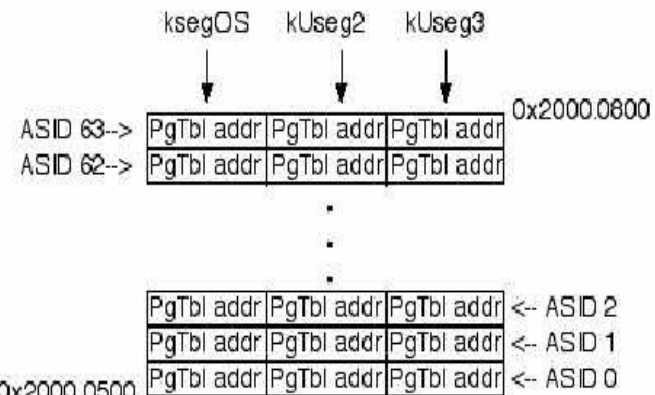 ksegOS kUseg2 kUseg3
0x2000.0800
ASID 63--> PgTbl addr PgTbl addr PgTbl addr
ASID 62--> PgTbl addr PgTbl addr PgTbl addr
PgTbl addr PgTbl addr PgTbl addr <-- ASID 2
PgTbl addr PgTbl addr PgTbl addr <-- ASID 1
0x2000.0500 PgTbl addr PgTbl addr PgTbl addr <-- ASID 0